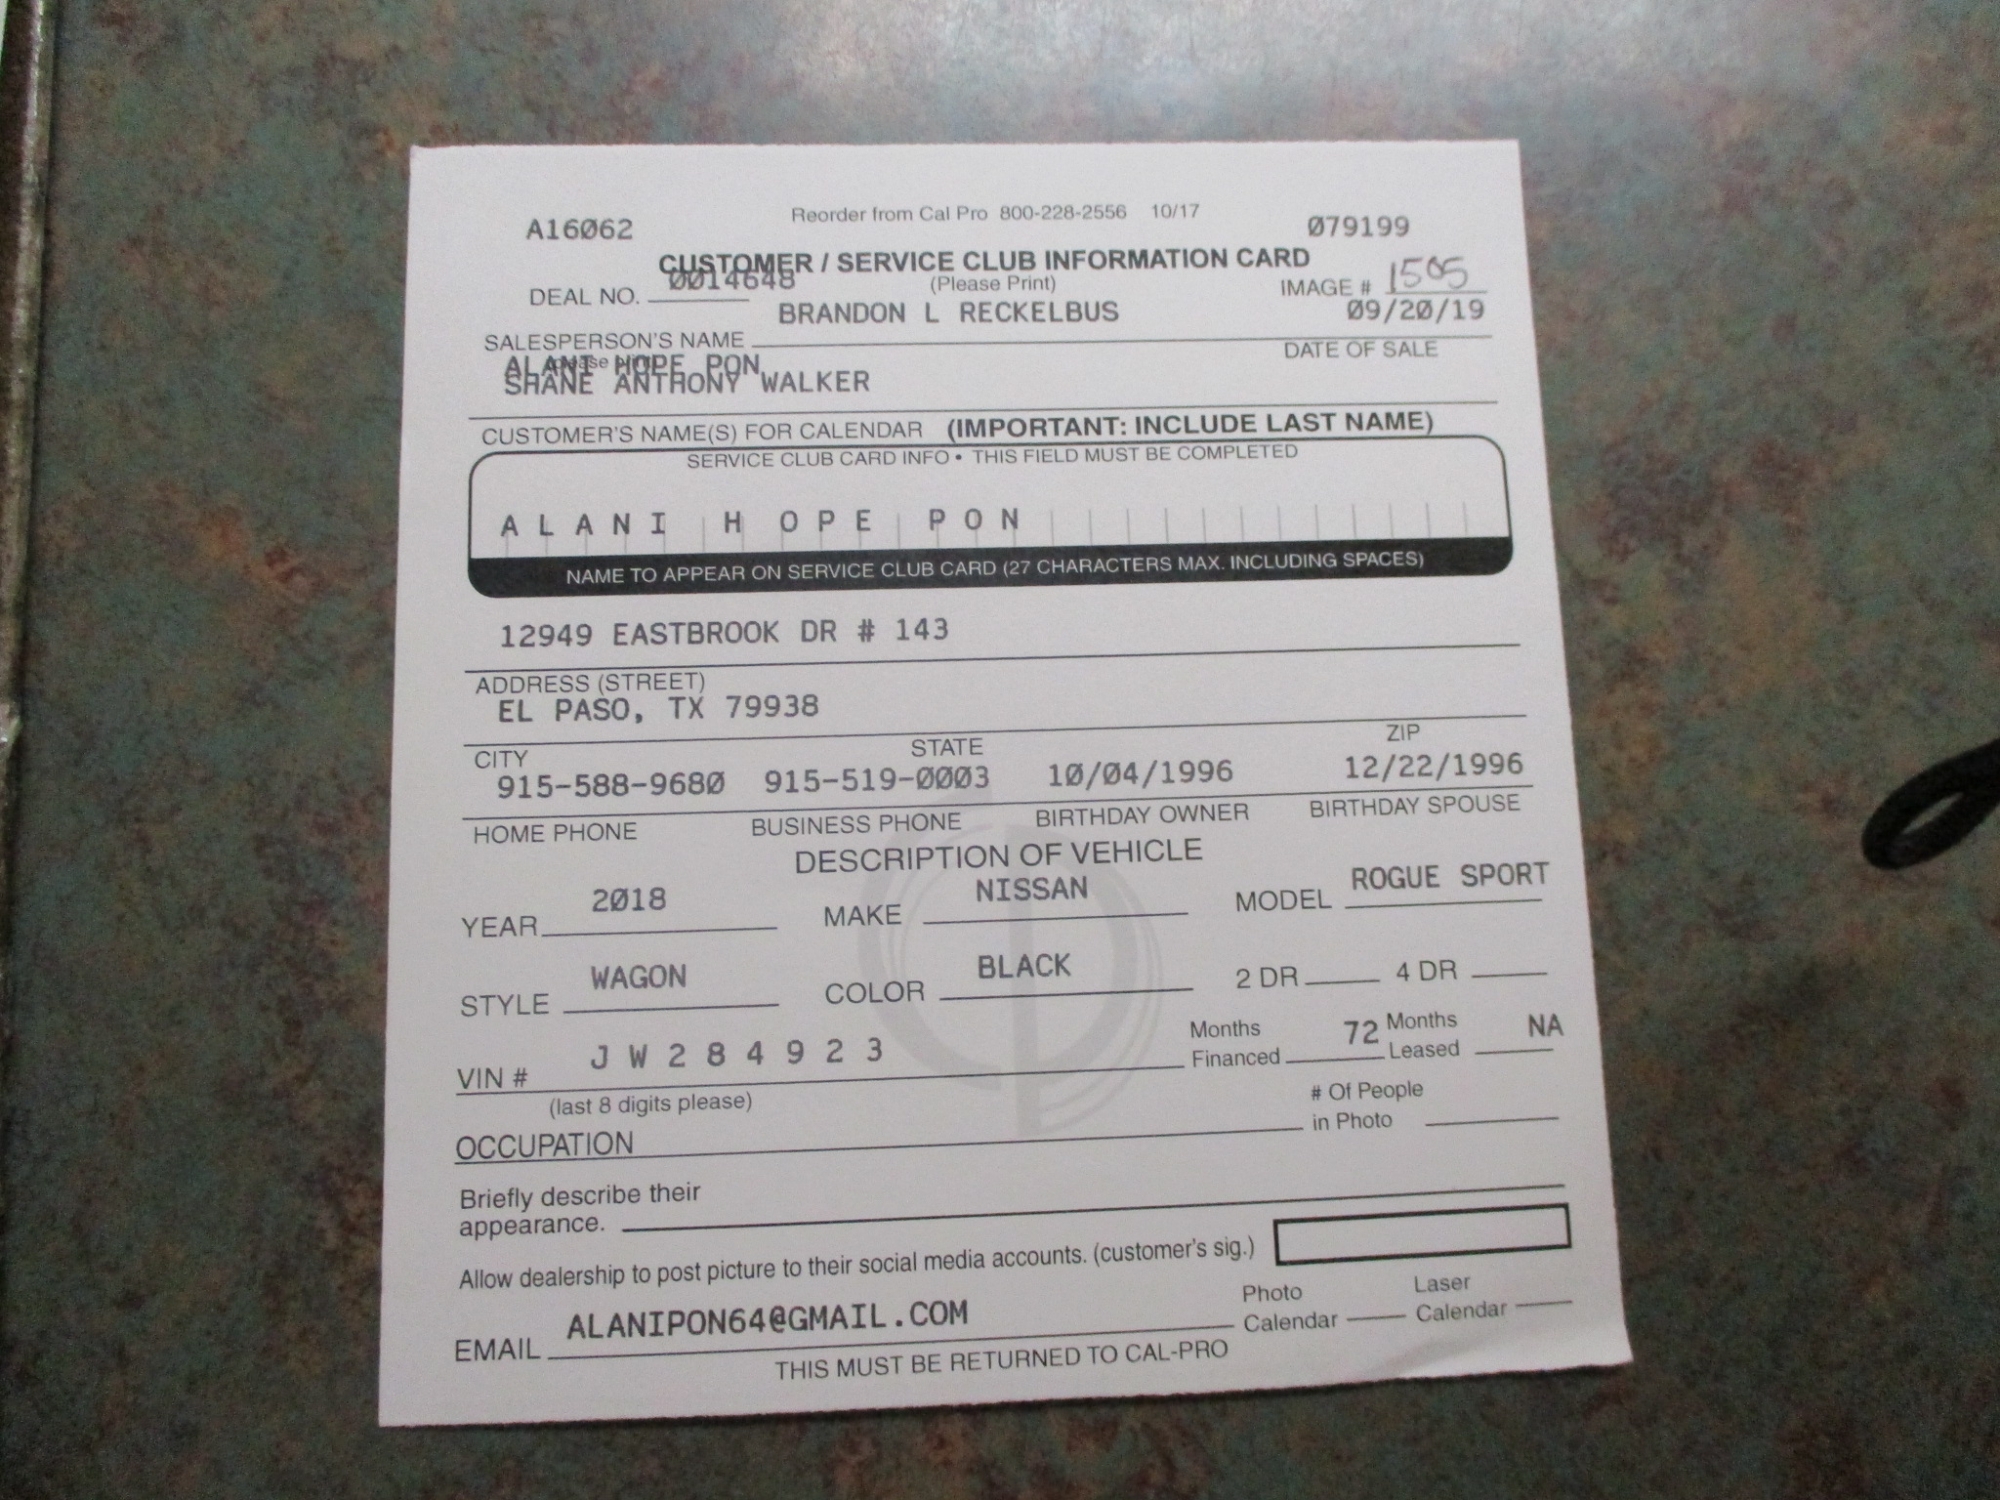 Reorder from Cal Pro 800-228-2556 10/17
A16062 079199
CUSTOMER / SERVICE CLUB INFORMATION CARD
(Please Print)
DEAL NO. 0014648 IMAGE # 1505
BRANDON L RECKELBUS 09/20/19
SALESPERSON'S NAME DATE OF SALE
ALANI HOPE PON
SHANE ANTHONY WALKER
CUSTOMER'S NAME(S) FOR CALENDAR (IMPORTANT: INCLUDE LAST NAME)
SERVICE CLUB CARD INFO • THIS FIELD MUST BE COMPLETED
ALANI HOPE PON
NAME TO APPEAR ON SERVICE CLUB CARD (27 CHARACTERS MAX. INCLUDING SPACES)
12949 EASTBROOK DR # 143
ADDRESS (STREET)
EL PASO, TX 79938
CITY STATE ZIP
915-588-9680 915-519-0003 10/04/1996 12/22/1996
HOME PHONE BUSINESS PHONE BIRTHDAY OWNER BIRTHDAY SPOUSE
DESCRIPTION OF VEHICLE
YEAR 2018 MAKE NISSAN MODEL ROGUE SPORT
STYLE WAGON COLOR BLACK 2 DR 4 DR
VIN # JW284923 Months Financed 72 Months Leased NA
(last 8 digits please)
# Of People in Photo
OCCUPATION
Briefly describe their
appearance.
Allow dealership to post picture to their social media accounts. (customer's sig.)
EMAIL ALANIPON64@GMAIL.COM Photo Calendar Laser Calendar
THIS MUST BE RETURNED TO CAL-PRO